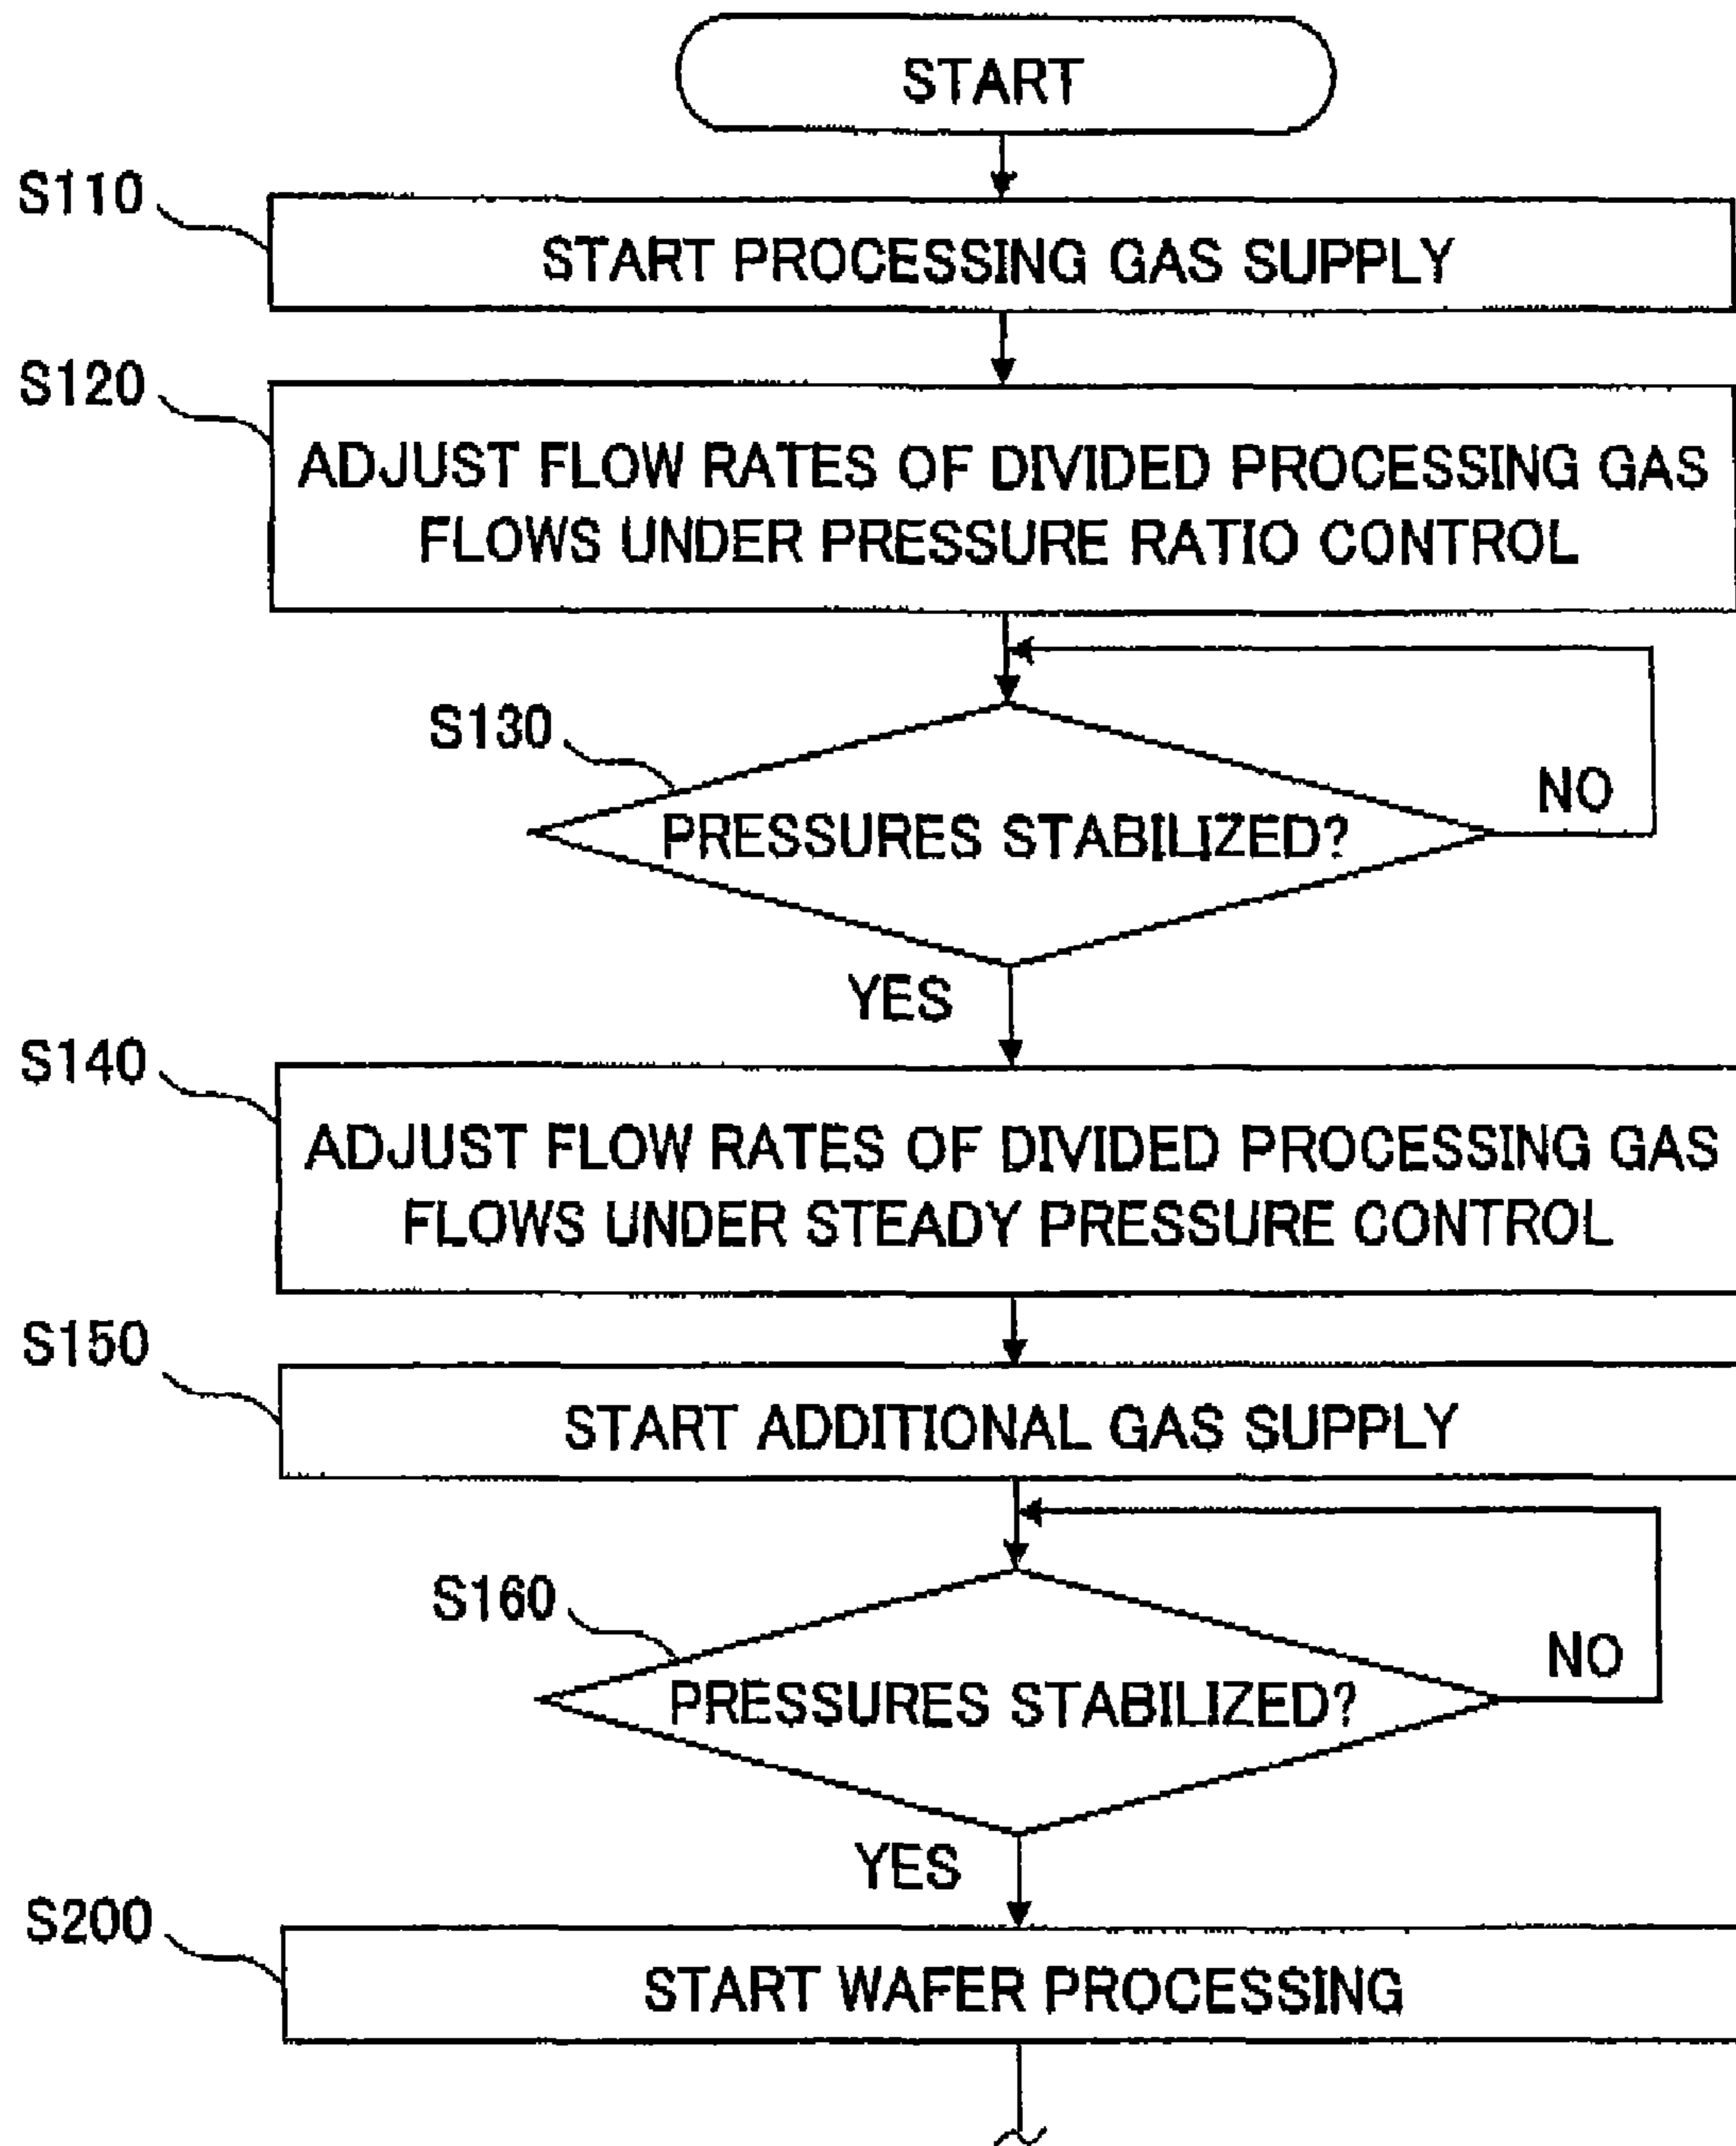 START
S110
START PROCESSING GAS SUPPLY
S120
ADJUST FLOW RATES OF DIVIDED PROCESSING GAS
FLOWS UNDER PRESSURE RATIO CONTROL
S130
PRESSURES STABILIZED?
NO
YES
S140
ADJUST FLOW RATES OF DIVIDED PROCESSING GAS
FLOWS UNDER STEADY PRESSURE CONTROL
S150
START ADDITIONAL GAS SUPPLY
S160
PRESSURES STABILIZED?
NO
YES
S200
START WAFER PROCESSING